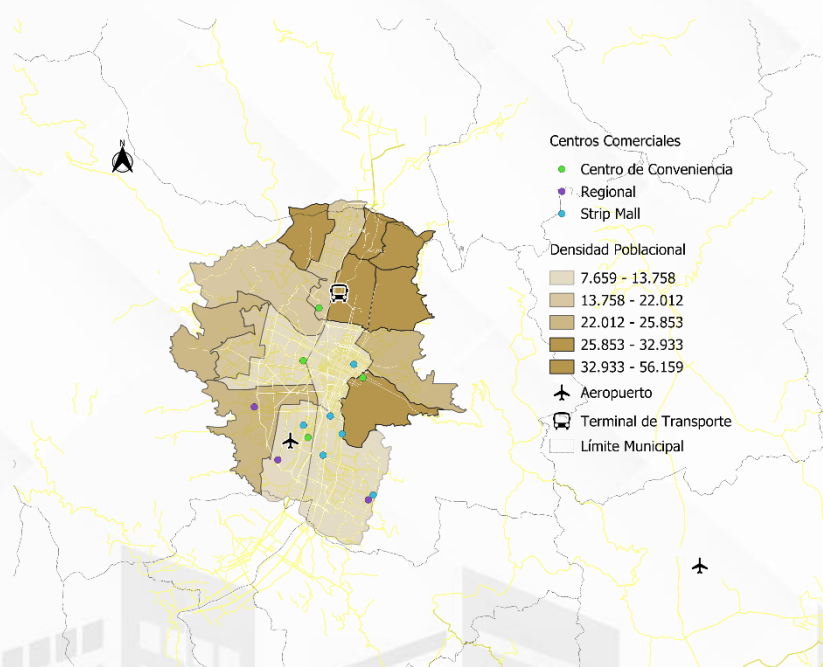 N
Centros Comerciales
Centro de Conveniencia
Regional
Strip Mall
Densidad Poblacional
7.659 - 13.758
13.758 - 22.012
22.012 - 25.853
25.853 - 32.933
32.933 - 56.159
Aeropuerto
Terminal de Transporte
Límite Municipal